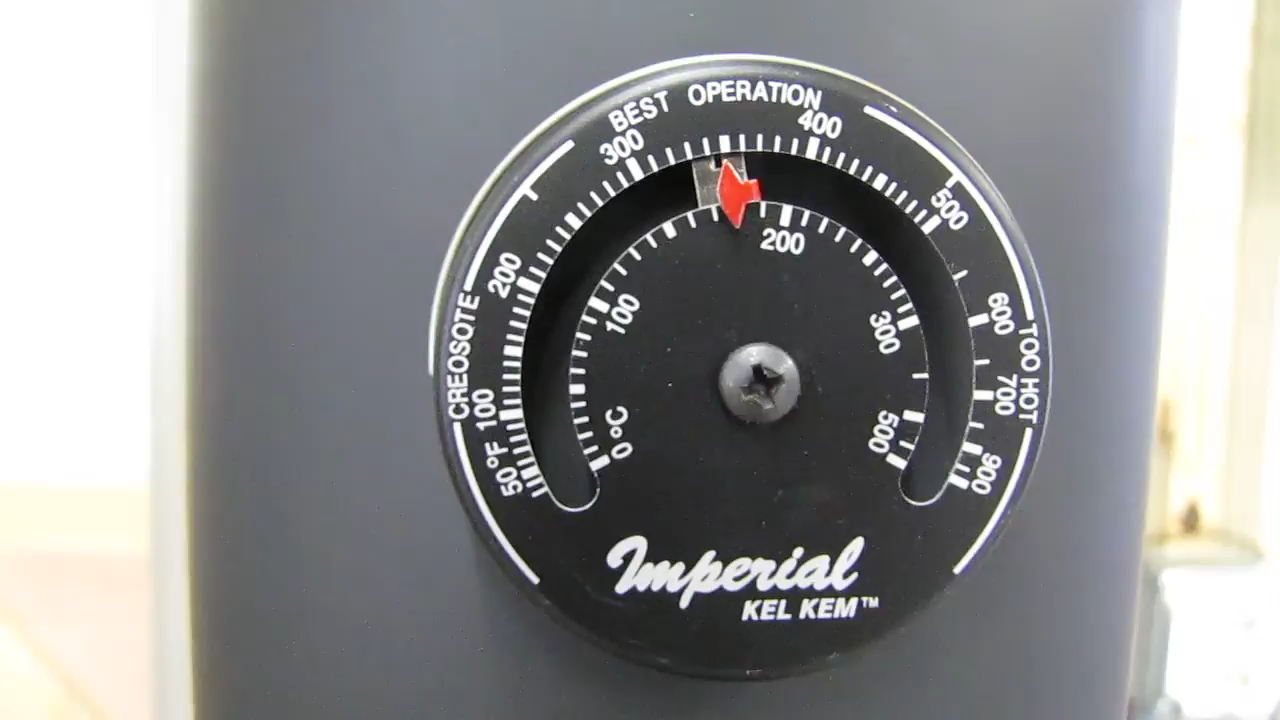 BEST OPERATION
CREOSOTE
TOO HOT
50°F 100 200 300 400 500 600 700 900
0°C 100 200 300 500
Imperial
KEL KEM™